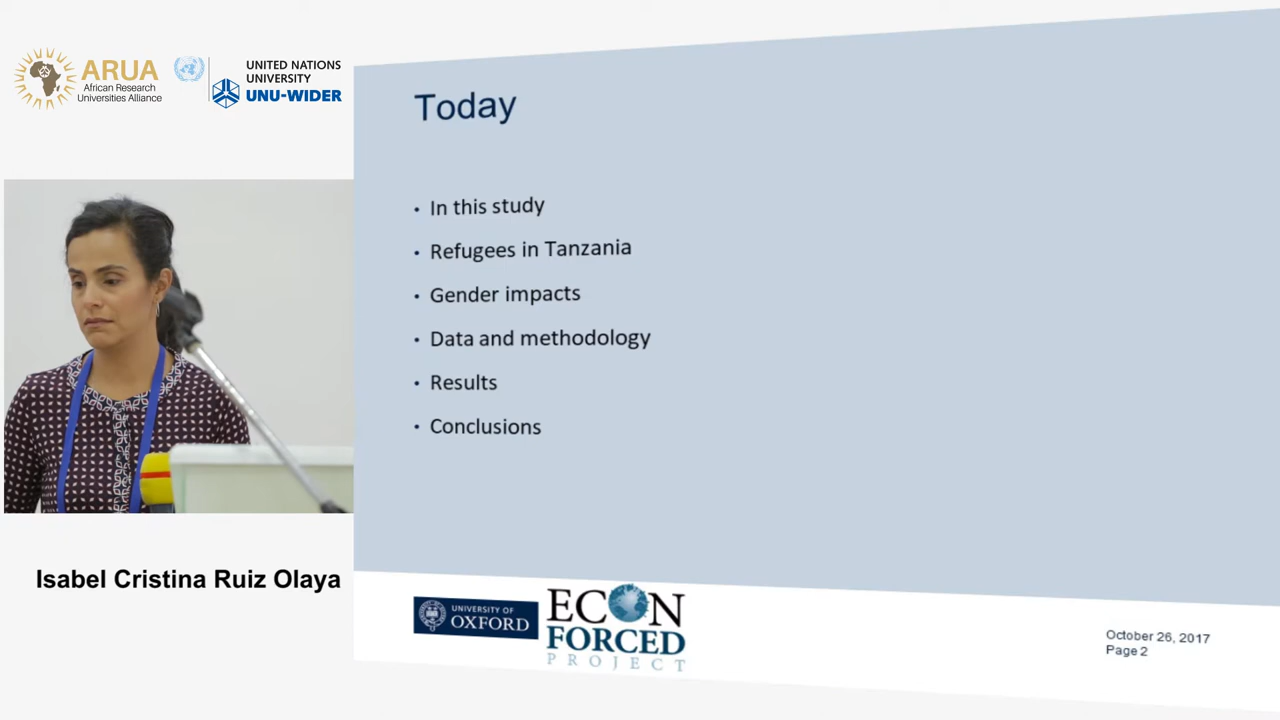 ARUA
African Research
Universities Alliance
UNITED NATIONS
UNIVERSITY
UNU-WIDER
Today
• In this study
• Refugees in Tanzania
• Gender impacts
• Data and methodology
• Results
• Conclusions
Isabel Cristina Ruiz Olaya
UNIVERSITY OF
OXFORD
ECON
FORCED
PROJECT
October 26, 2017
Page 2